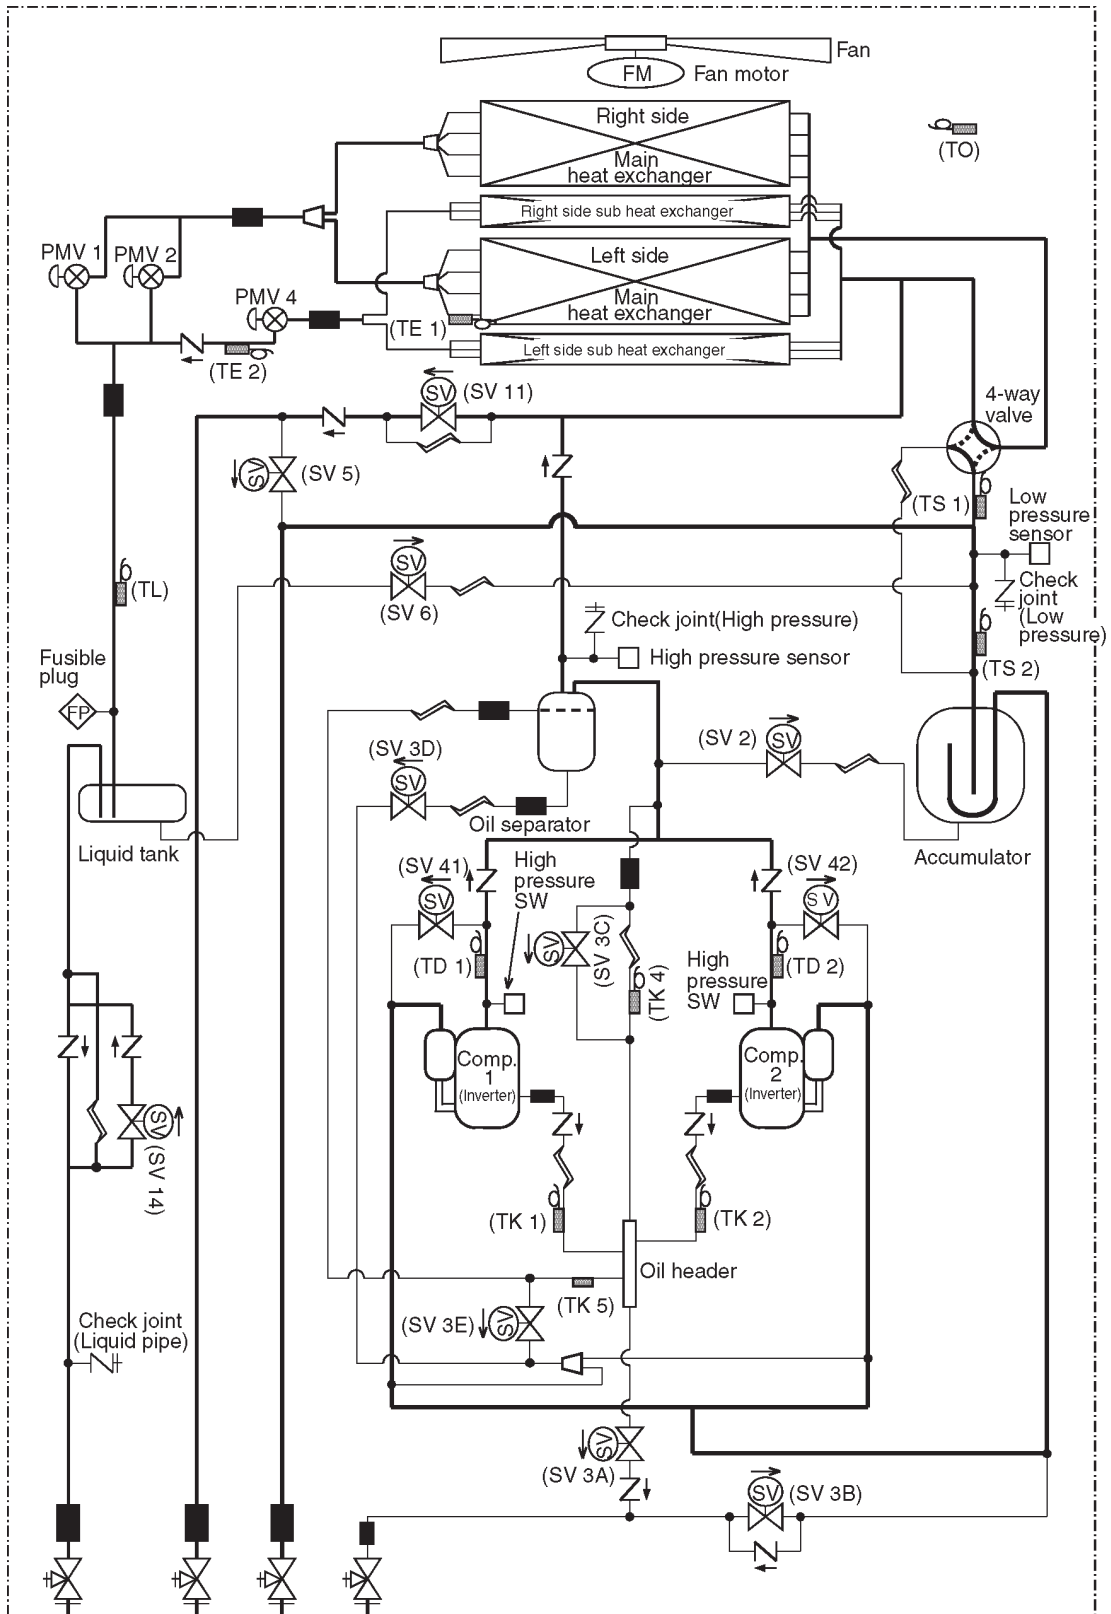 Fan
FM
Fan motor
Right side
Main
heat exchanger
(TO)
Right side sub heat exchanger
PMV 1
PMV 2
Left side
Main
heat exchanger
PMV 4
(TE 1)
Left side sub heat exchanger
(TE 2)
SV
(SV 11)
4-way
valve
SV
(SV 5)
(TS 1)
Low
pressure
sensor
SV
(SV 6)
(TL)
Check
joint
(Low
pressure)
Check joint(High pressure)
High pressure sensor
(TS 2)
Fusible
plug
FP
(SV 3D)
SV
(SV 2)
SV
Oil separator
Liquid tank
Accumulator
(SV 41)
SV
High
pressure
SW
(SV 42)
S V
SV
(SV 3C)
(TD 1)
(TK 4)
High
pressure
SW
(TD 2)
Comp.
1
(Inverter)
Comp.
2
(Inverter)
SV
(SV 14)
(TK 1)
(TK 2)
Oil header
(TK 5)
Check joint
(Liquid pipe)
(SV 3E)
SV
SV
(SV 3A)
SV
(SV 3B)